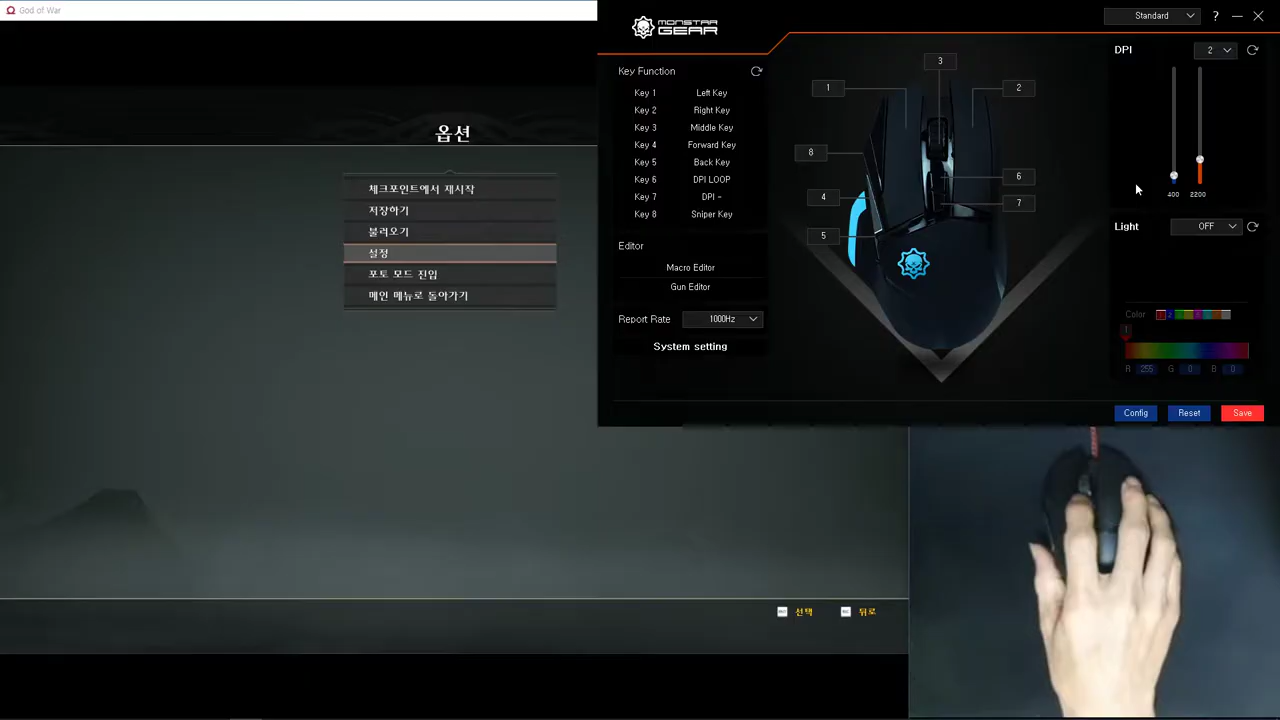 God of War
옵션
체크포인트에서 재시작
저장하기
불러오기
설정
포토 모드 진입
메인 메뉴로 돌아가기
선택
뒤로
MONSTAR
GEAR
Standard
?
Key Function
Key 1 Left Key
Key 2 Right Key
Key 3 Middle Key
Key 4 Forward Key
Key 5 Back Key
Key 6 DPI LOOP
Key 7 DPI -
Key 8 Sniper Key
Editor
Macro Editor
Gun Editor
Report Rate 1000Hz
System setting
3
1
2
8
6
4
7
5
DPI 2
400 2200
Light OFF
Color 1 2
1
R 255 G 0 B 0
Config Reset Save